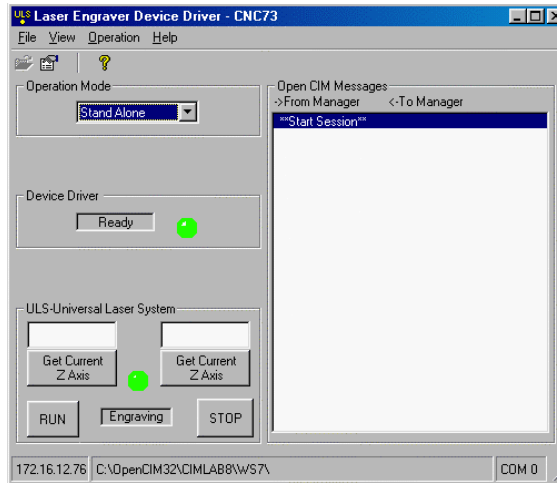 ULS Laser Engraver Device Driver - CNC73
File View Operation Help
Operation Mode
Stand Alone
Device Driver
Ready
ULS-Universal Laser System
Get Current
Z Axis
Get Current
Z Axis
RUN
Engraving
STOP
Open CIM Messages
->From Manager <-To Manager
**Start Session**
172.16.12.76 C:\OpenCIM32\CIMLAB8\WS7\ COM 0